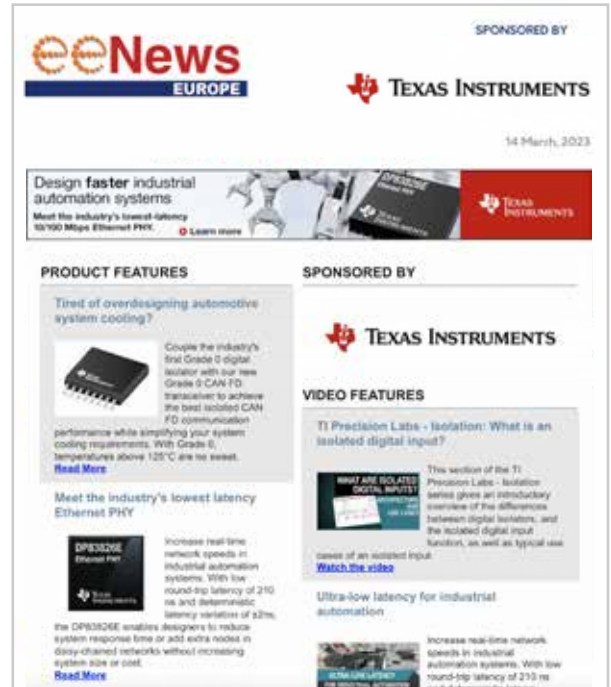 eeNews
EUROPE
SPONSORED BY
TEXAS INSTRUMENTS
14 March, 2023
Design faster industrial
automation systems
Meet the industry's lowest-latency
10/100 Mbps Ethernet PHY.
Learn more
DP83826E
Ethernet PHY
TEXAS
INSTRUMENTS
PRODUCT FEATURES
Tired of overdesigning automotive
system cooling?
Couple the industry's
first Grade 0 digital
isolator with our new
Grade 0 CAN FD
transceiver to achieve
the best isolated CAN
FD communication
performance while simplifying your system
cooling requirements. With Grade 0,
temperatures above 125°C are no sweat.
Read More
Meet the industry's lowest latency
Ethernet PHY
DP83826E
Ethernet PHY
Increase real-time
network speeds in
industrial automation
systems. With low
round-trip latency of 210
ns and deterministic
latency variation of ±2ns,
the DP83826E enables designers to reduce
system response time or add extra nodes in
daisy-chained networks without increasing
system size or cost.
Read More
SPONSORED BY
TEXAS INSTRUMENTS
VIDEO FEATURES
TI Precision Labs - Isolation: What is an
isolated digital input?
WHAT ARE ISOLATED
DIGITAL INPUTS?
This section of the TI
Precision Labs - Isolation
series gives an introductory
overview of the differences
between digital isolators, and
the isolated digital input
function, as well as typical use
cases of an isolated input.
Watch the video
Ultra-low latency for industrial
automation
ULTRA-LOW LATENCY
FOR INDUSTRIAL AUTOMATION
Increase real-time network
speeds in industrial
automation systems. With low
round-trip latency of 210 ns